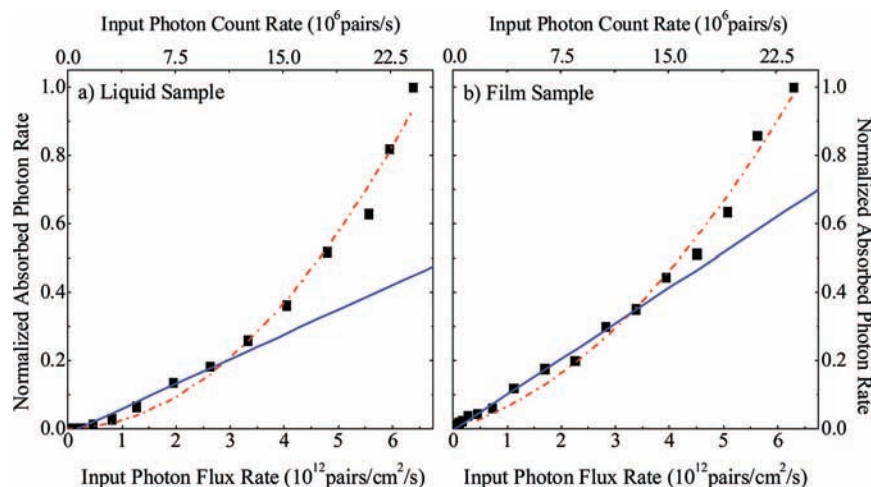 Input Photon Count Rate (10⁶pairs/s)
Input Photon Count Rate (10⁶pairs/s)
0.0 7.5 15.0 22.5
0.0 7.5 15.0 22.5
a) Liquid Sample
b) Film Sample
Normalized Absorbed Photon Rate
1.0
0.8
0.6
0.4
0.2
0.0
1.0
0.8
0.6
0.4
0.2
0.0
Normalized Absorbed Photon Rate
0 1 2 3 4 5 6
0 1 2 3 4 5 6
Input Photon Flux Rate (10¹²pairs/cm²/s)
Input Photon Flux Rate (10¹²pairs/cm²/s)